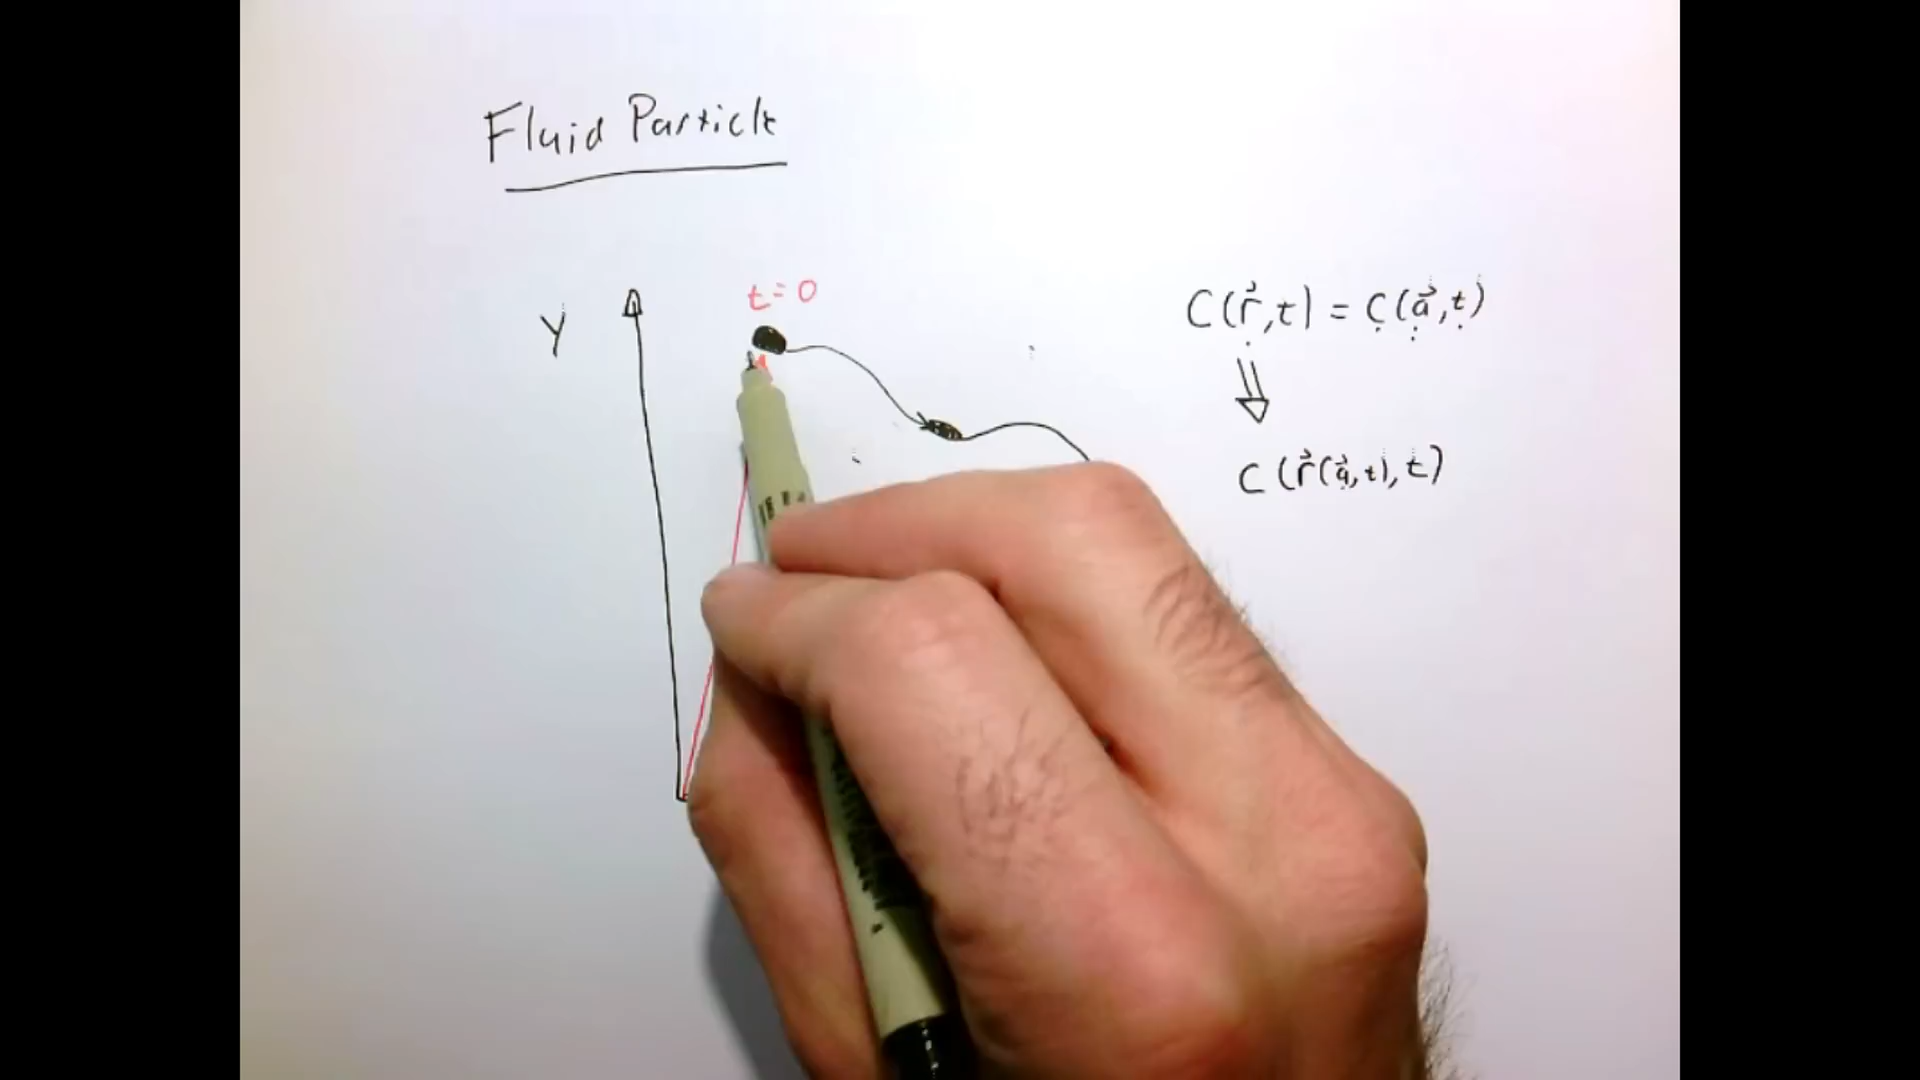 Fluid Particle
t=0
Y
C(r⃗,t) = C(a⃗,t)
⇓
C(r⃗(a⃗,t),t)